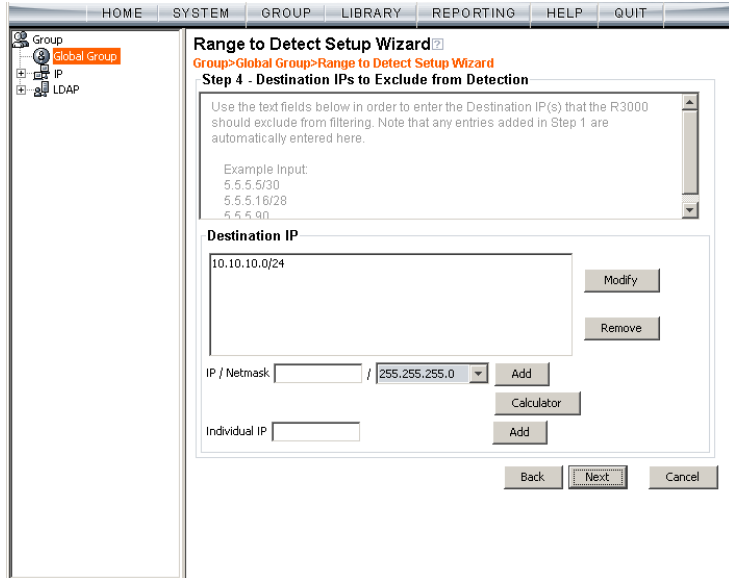 HOME SYSTEM GROUP LIBRARY REPORTING HELP QUIT
Group
Global Group
IP
LDAP
Range to Detect Setup Wizard?
Group>Global Group>Range to Detect Setup Wizard
Step 4 - Destination IPs to Exclude from Detection
Use the text fields below in order to enter the Destination IP(s) that the R3000
should exclude from filtering. Note that any entries added in Step 1 are
automatically entered here.
Example Input:
5.5.5.5/30
5.5.5.16/28
5.5.5.90
Destination IP
10.10.10.0/24
Modify
Remove
IP / Netmask / 255.255.255.0 Add
Calculator
Individual IP Add
Back Next Cancel